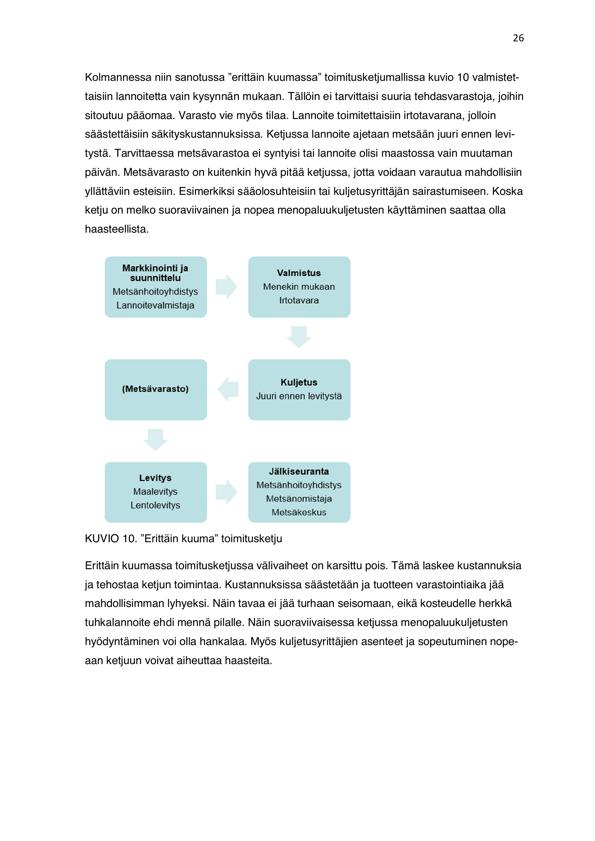 26
Kolmannessa niin sanotussa ”erittäin kuumassa” toimitusketjumallissa kuvio 10 valmistet-
taisiin lannoitetta vain kysynnän mukaan. Tällöin ei tarvittaisi suuria tehdasvarastoja, joihin
sitoutuu pääomaa. Varasto vie myös tilaa. Lannoite toimitettaisiin irtotavarana, jolloin
säästettäisiin säkityskustannuksissa. Ketjussa lannoite ajetaan metsään juuri ennen levi-
tystä. Tarvittaessa metsävarastoa ei syntyisi tai lannoite olisi maastossa vain muutaman
päivän. Metsävarasto on kuitenkin hyvä pitää ketjussa, jotta voidaan varautua mahdollisiin
yllättäviin esteisiin. Esimerkiksi sääolosuhteisiin tai kuljetusyrittäjän sairastumiseen. Koska
ketju on melko suoraviivainen ja nopea menopaluukuljetusten käyttäminen saattaa olla
haasteellista.
Markkinointi ja
suunnittelu
Metsänhoitoyhdistys
Lannoitevalmistaja
Valmistus
Menekin mukaan
Irtotavara
Kuljetus
Juuri ennen levitystä
(Metsävarasto)
Levitys
Maalevitys
Lentolevitys
Jälkiseuranta
Metsänhoitoyhdistys
Metsänomistaja
Metsäkeskus
KUVIO 10. ”Erittäin kuuma” toimitusketju
Erittäin kuumassa toimitusketjussa välivaiheet on karsittu pois. Tämä laskee kustannuksia
ja tehostaa ketjun toimintaa. Kustannuksissa säästetään ja tuotteen varastointiaika jää
mahdollisimman lyhyeksi. Näin tavaa ei jää turhaan seisomaan, eikä kosteudelle herkkä
tuhkalannoite ehdi mennä pilalle. Näin suoraviivaisessa ketjussa menopaluukuljetusten
hyödyntäminen voi olla hankalaa. Myös kuljetusyrittäjien asenteet ja sopeutuminen nope-
aan ketjuun voivat aiheuttaa haasteita.